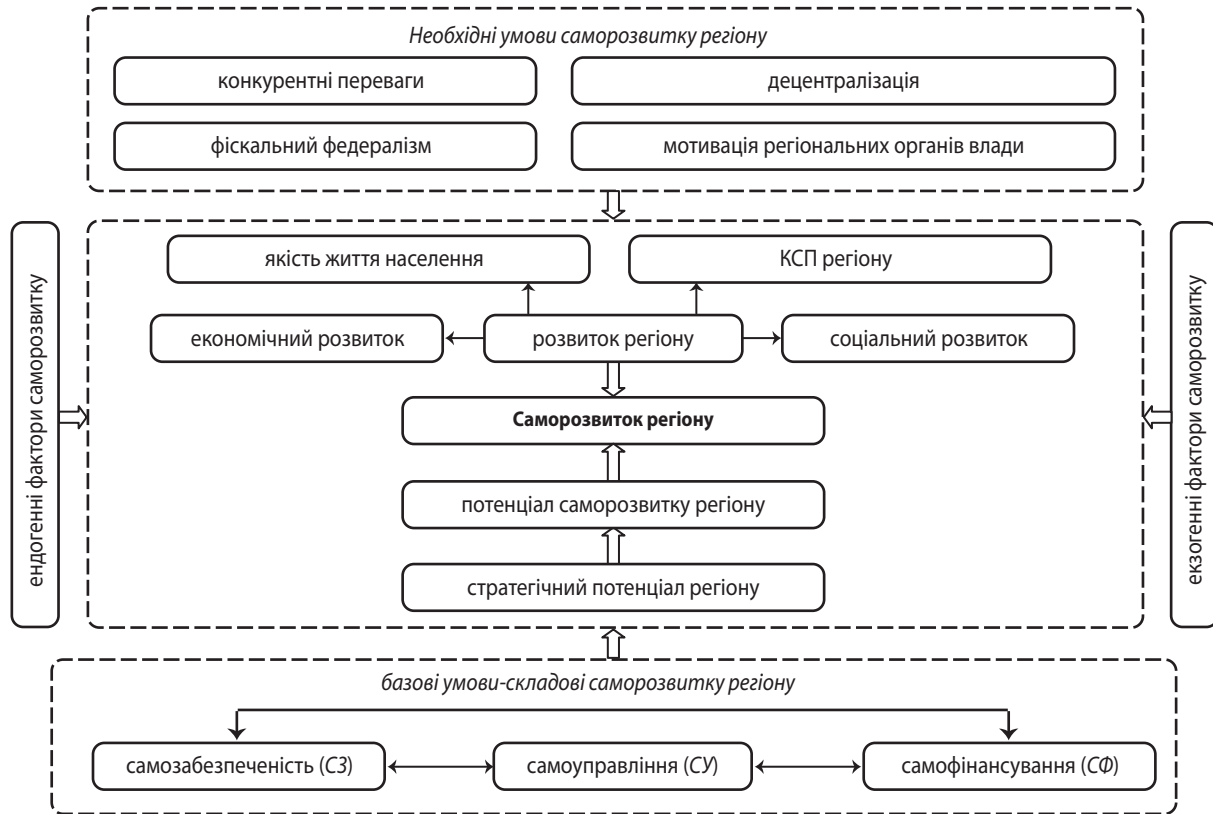 Необхідні умови саморозвитку регіону
конкурентні переваги
децентралізація
фіскальний федералізм
мотивація регіональних органів влади
ендогенні фактори саморозвитку
якість життя населення
КСП регіону
економічний розвиток
розвиток регіону
соціальний розвиток
Саморозвиток регіону
потенціал саморозвитку регіону
стратегічний потенціал регіону
екзогенні фактори саморозвитку
базові умови-складові саморозвитку регіону
самозабезпеченість (СЗ)
самоуправління (СУ)
самофінансування (СФ)